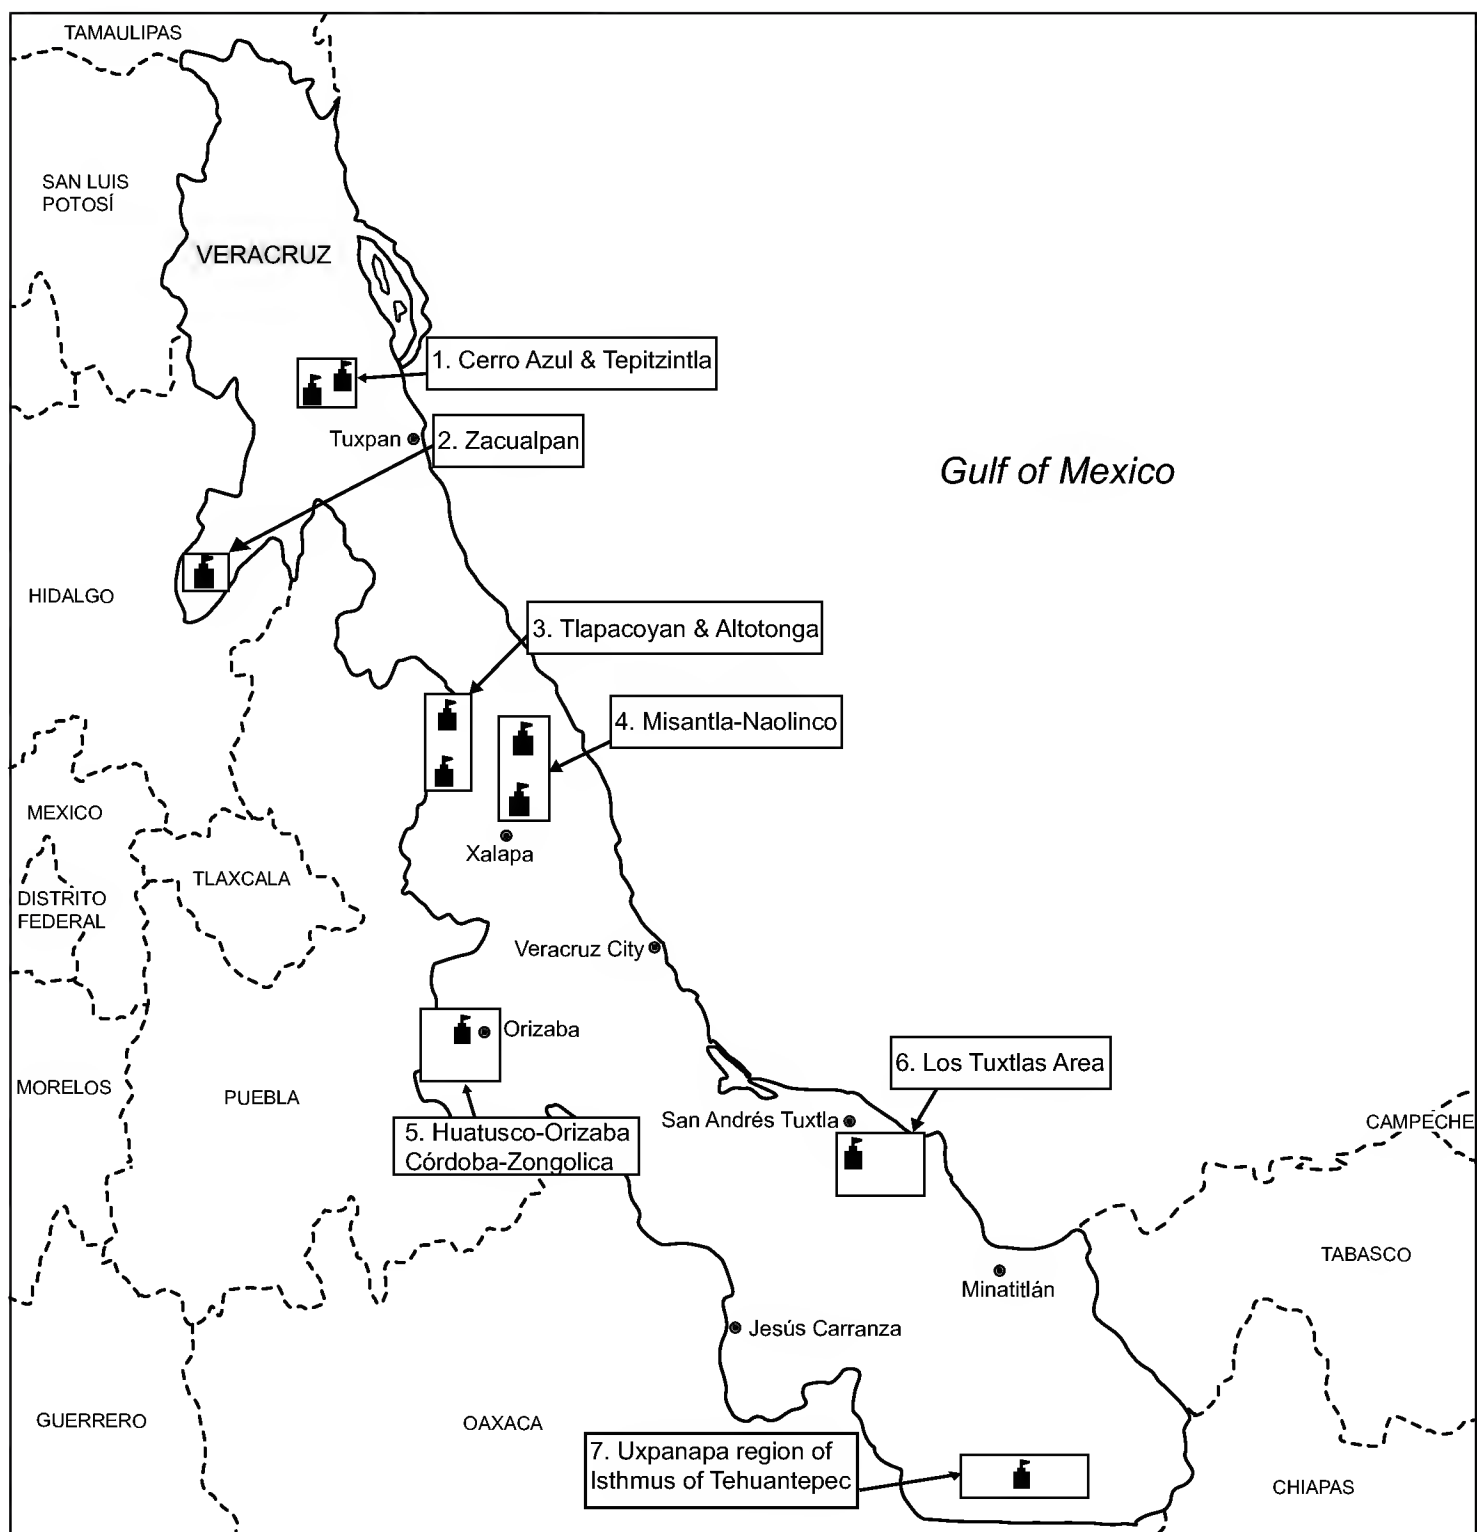 TAMAULIPAS
SAN LUIS
POTOSÍ
VERACRUZ
1. Cerro Azul & Tepitzintla
Tuxpan
2. Zacualpan
Gulf of Mexico
HIDALGO
3. Tlapacoyan & Altotonga
4. Misantla-Naolinco
MEXICO
Xalapa
TLAXCALA
DISTRITO
FEDERAL
Veracruz City
Orizaba
6. Los Tuxtlas Area
MORELOS
PUEBLA
San Andrés Tuxtla
CAMPECHE
5. Huatusco-Orizaba
Córdoba-Zongolica
TABASCO
Minatitlán
Jesús Carranza
GUERRERO
OAXACA
7. Uxpanapa region of
Isthmus of Tehuantepec
CHIAPAS